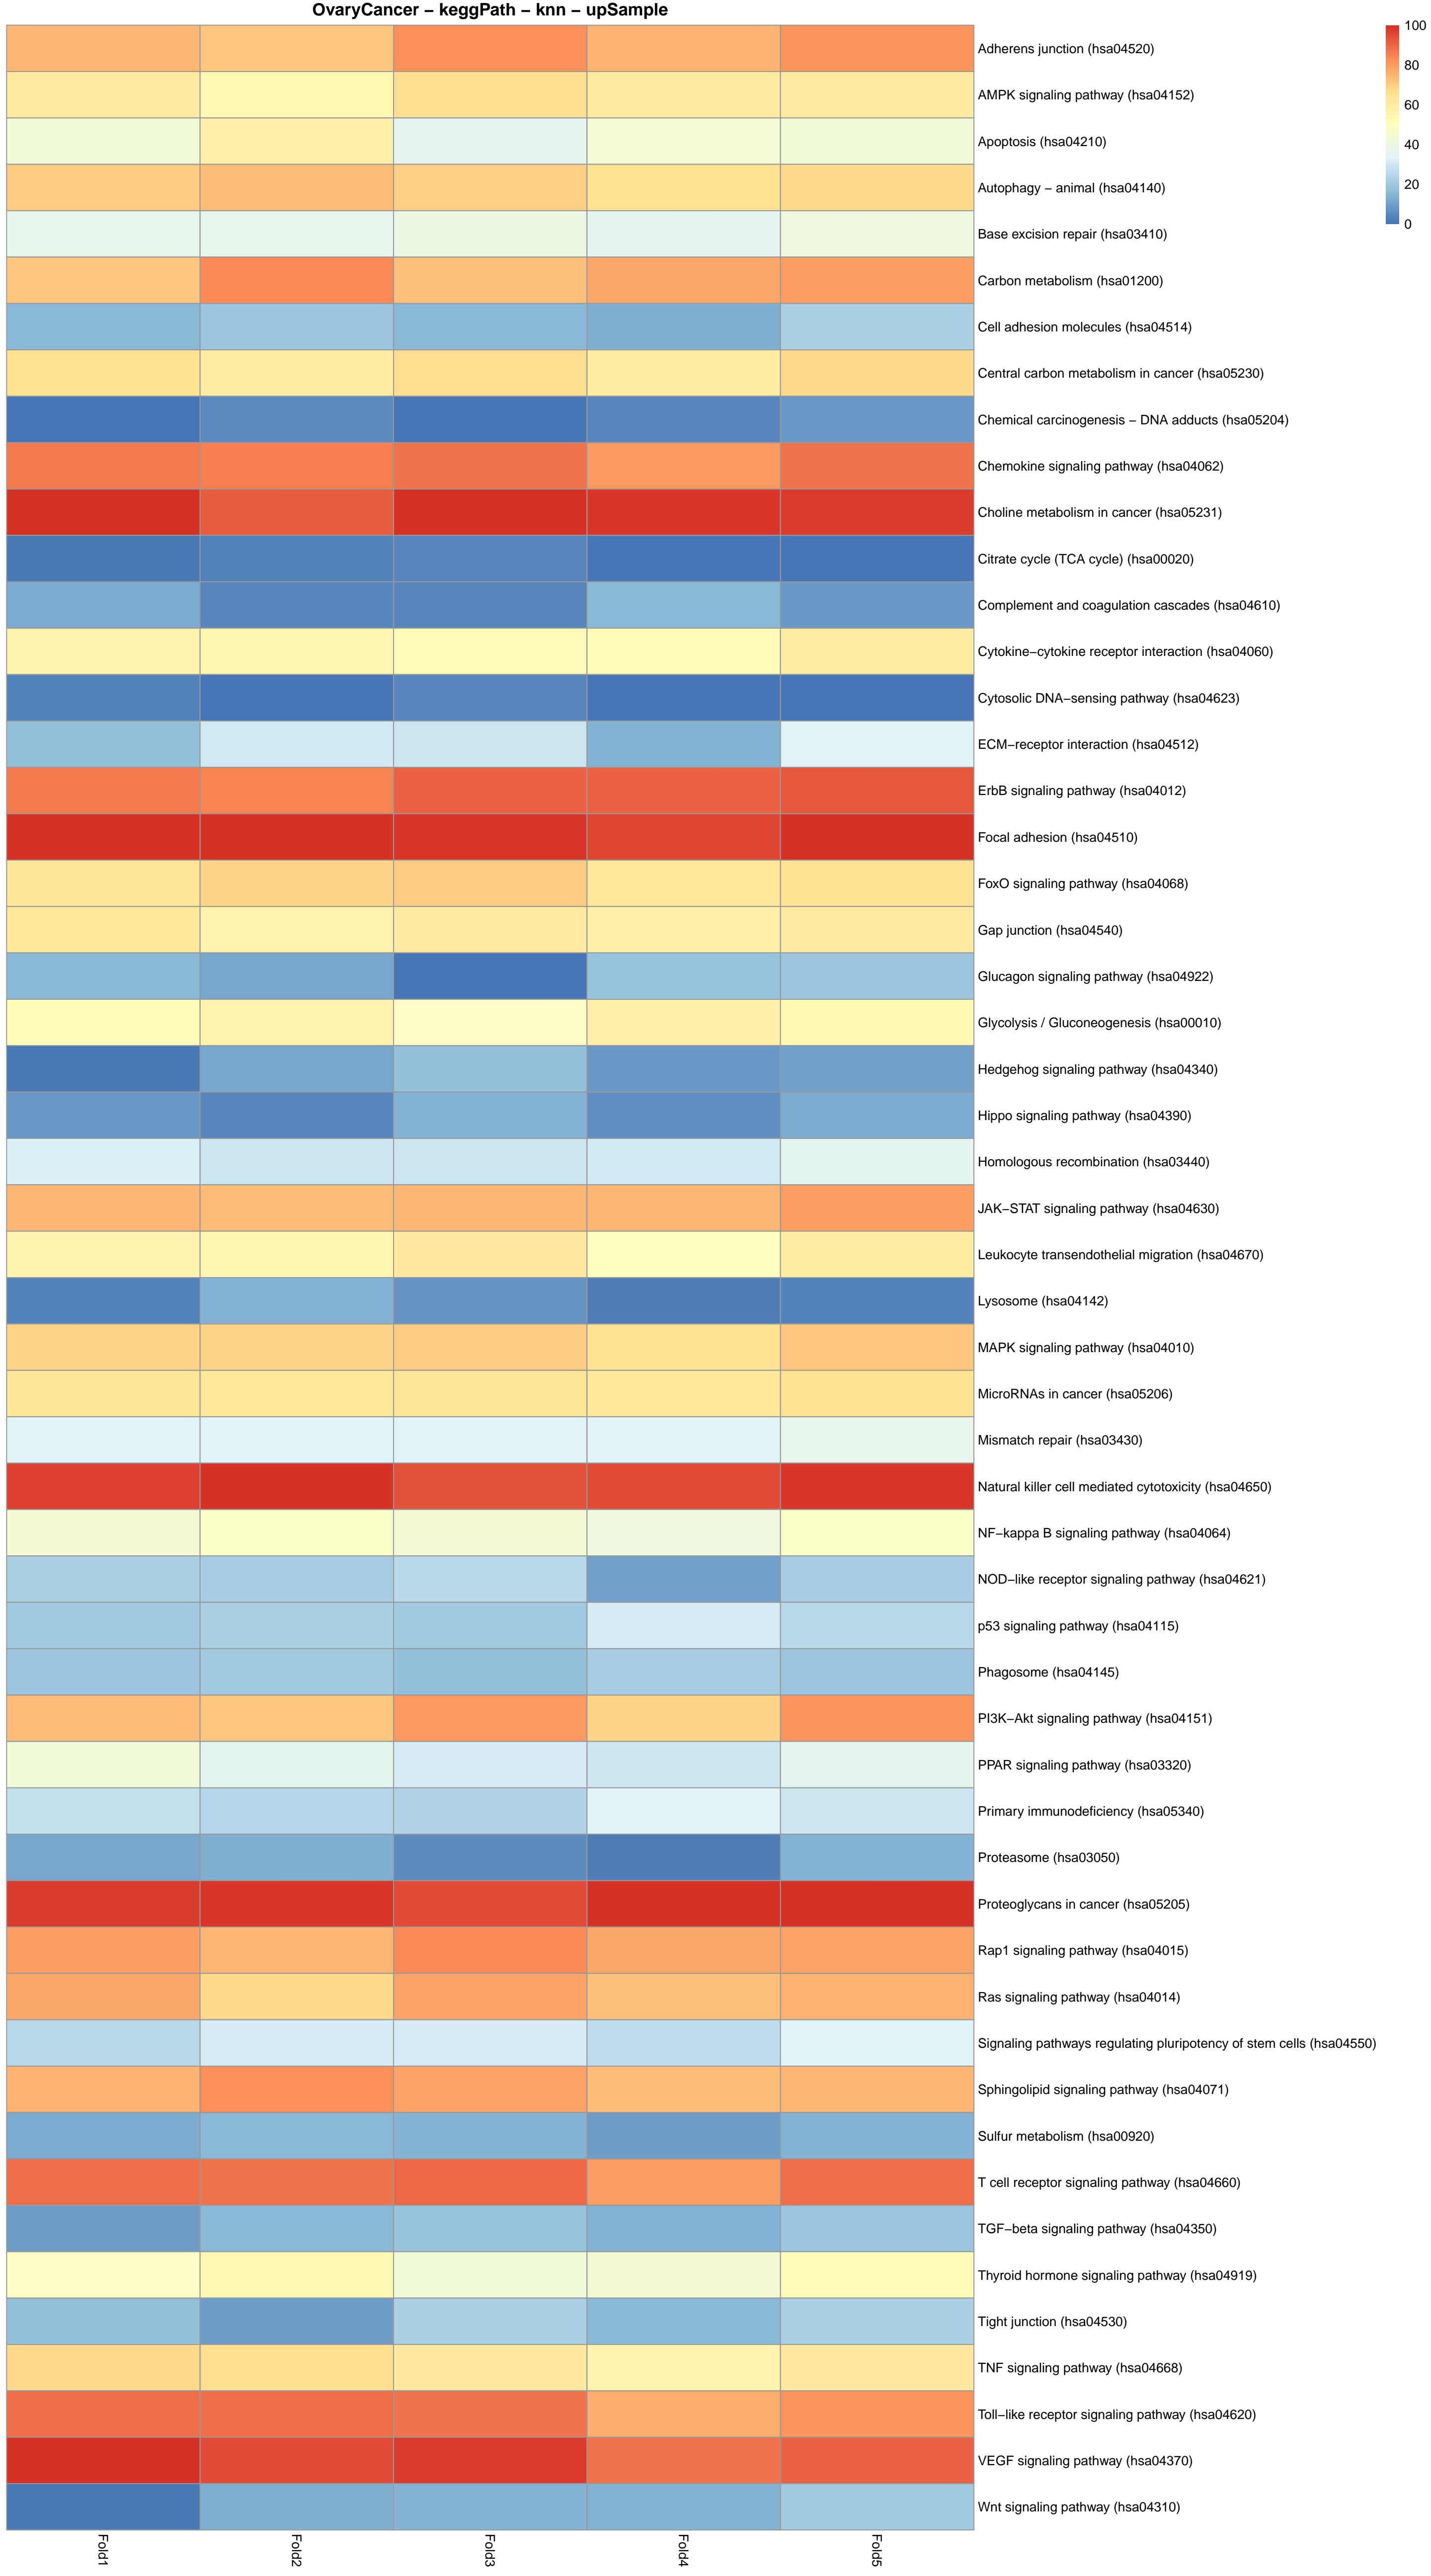 OvaryCancer − keggPath − knn − upSample
100
80
60
40
20
0
Adherens junction (hsa04520)
AMPK signaling pathway (hsa04152)
Apoptosis (hsa04210)
Autophagy − animal (hsa04140)
Base excision repair (hsa03410)
Carbon metabolism (hsa01200)
Cell adhesion molecules (hsa04514)
Central carbon metabolism in cancer (hsa05230)
Chemical carcinogenesis − DNA adducts (hsa05204)
Chemokine signaling pathway (hsa04062)
Choline metabolism in cancer (hsa05231)
Citrate cycle (TCA cycle) (hsa00020)
Complement and coagulation cascades (hsa04610)
Cytokine−cytokine receptor interaction (hsa04060)
Cytosolic DNA−sensing pathway (hsa04623)
ECM−receptor interaction (hsa04512)
ErbB signaling pathway (hsa04012)
Focal adhesion (hsa04510)
FoxO signaling pathway (hsa04068)
Gap junction (hsa04540)
Glucagon signaling pathway (hsa04922)
Glycolysis / Gluconeogenesis (hsa00010)
Hedgehog signaling pathway (hsa04340)
Hippo signaling pathway (hsa04390)
Homologous recombination (hsa03440)
JAK−STAT signaling pathway (hsa04630)
Leukocyte transendothelial migration (hsa04670)
Lysosome (hsa04142)
MAPK signaling pathway (hsa04010)
MicroRNAs in cancer (hsa05206)
Mismatch repair (hsa03430)
Natural killer cell mediated cytotoxicity (hsa04650)
NF−kappa B signaling pathway (hsa04064)
NOD−like receptor signaling pathway (hsa04621)
p53 signaling pathway (hsa04115)
Phagosome (hsa04145)
PI3K−Akt signaling pathway (hsa04151)
PPAR signaling pathway (hsa03320)
Primary immunodeficiency (hsa05340)
Proteasome (hsa03050)
Proteoglycans in cancer (hsa05205)
Rap1 signaling pathway (hsa04015)
Ras signaling pathway (hsa04014)
Signaling pathways regulating pluripotency of stem cells (hsa04550)
Sphingolipid signaling pathway (hsa04071)
Sulfur metabolism (hsa00920)
T cell receptor signaling pathway (hsa04660)
TGF−beta signaling pathway (hsa04350)
Thyroid hormone signaling pathway (hsa04919)
Tight junction (hsa04530)
TNF signaling pathway (hsa04668)
Toll−like receptor signaling pathway (hsa04620)
VEGF signaling pathway (hsa04370)
Wnt signaling pathway (hsa04310)
Fold1
Fold2
Fold3
Fold4
Fold5